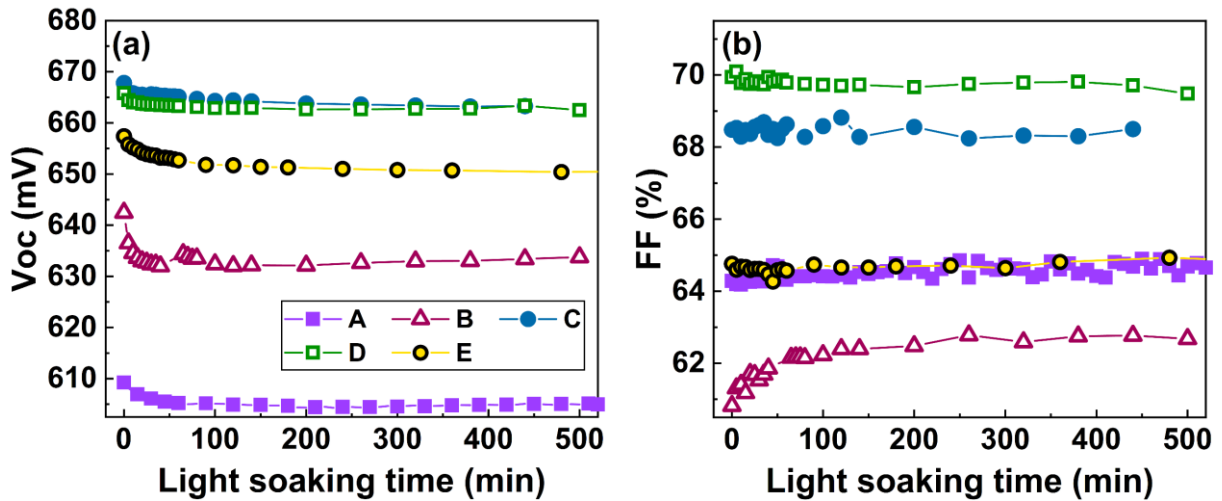 (a)
Voc (mV)
680
670
660
650
640
630
620
610
0 100 200 300 400 500
Light soaking time (min)
A B C
D E
(b)
FF (%)
70
68
66
64
62
0 100 200 300 400 500
Light soaking time (min)